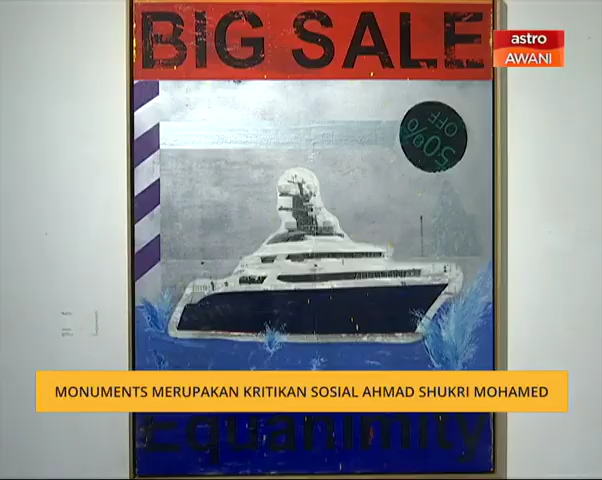 BIG SALE
astro
AWANI
50%
OFF
MONUMENTS MERUPAKAN KRITIKAN SOSIAL AHMAD SHUKRI MOHAMED
Equanimity